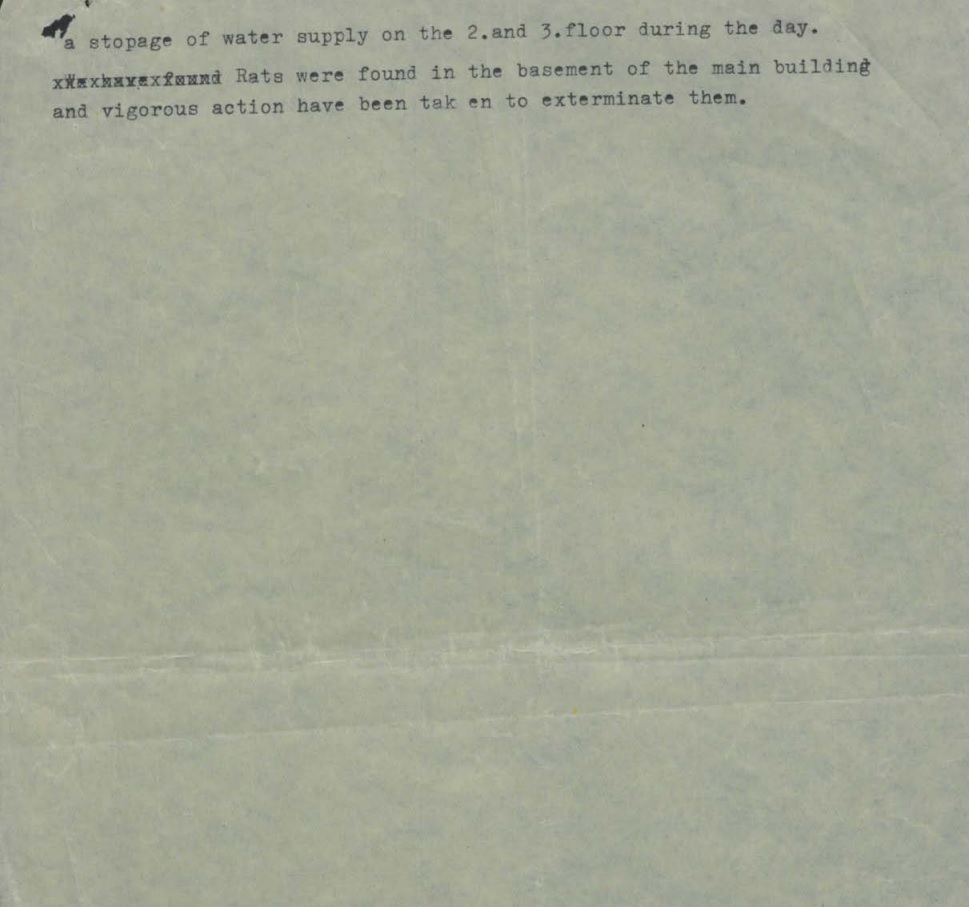 a stopage of water supply on the 2.and 3.floor during the day.
Rats were found in the basement of the main building
and vigorous action have been tak en to exterminate them.